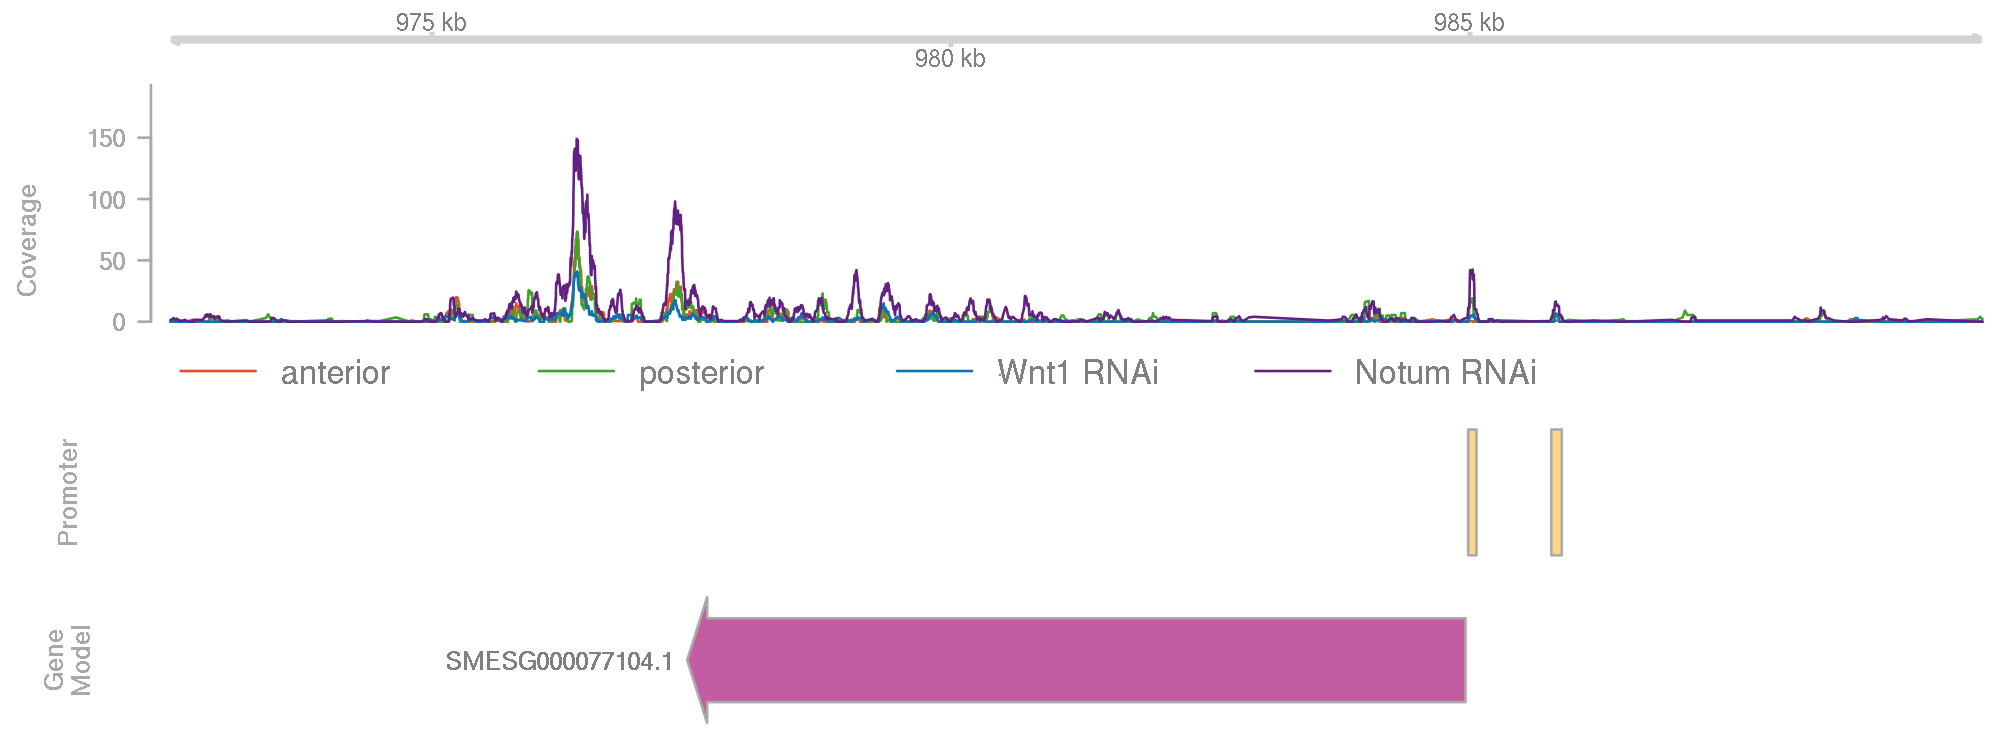 975 kb
985 kb
980 kb
Coverage
150
100
50
0
anterior
posterior
Wnt1 RNAi
Notum RNAi
Promoter
Gene
Model
SMESG000077104.1